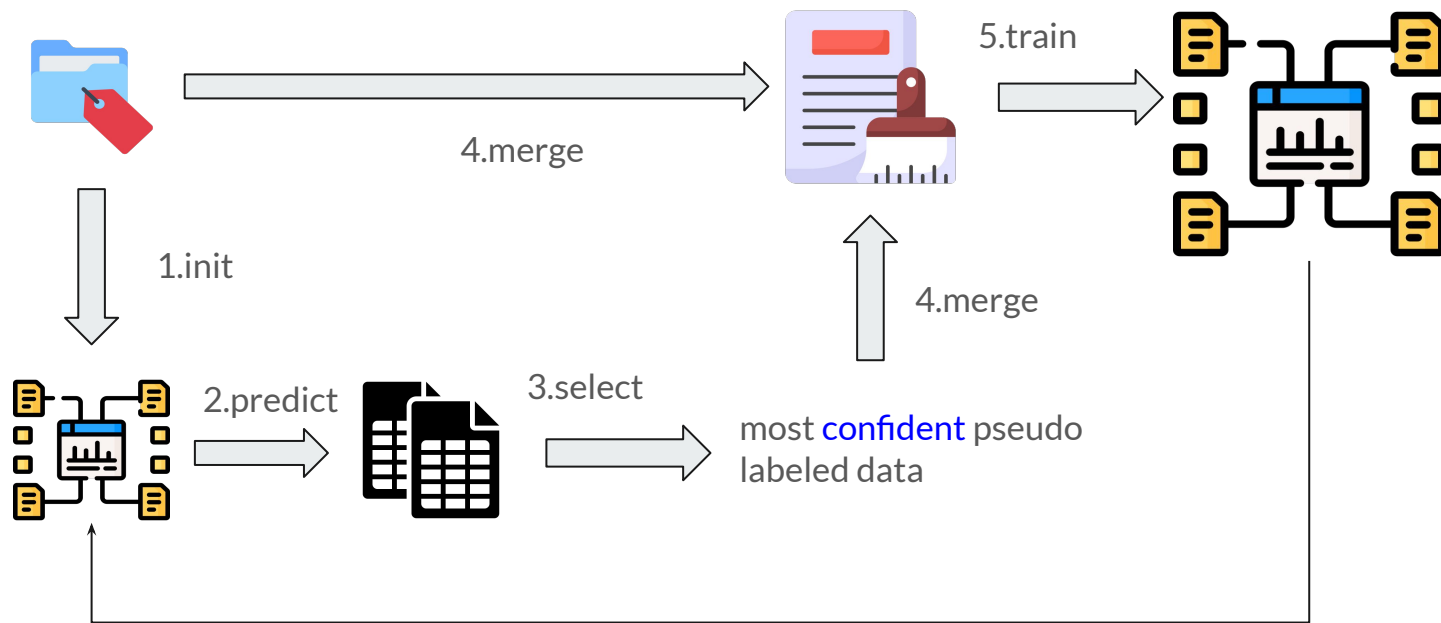 5.train
4.merge
1.init
4.merge
2.predict
3.select
most confident pseudo
labeled data